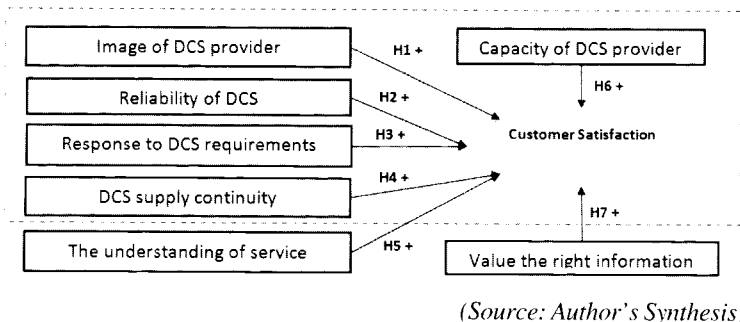 Image of DCS provider
H1 +
Capacity of DCS provider
Reliability of DCS
H2 +
H6 +
Response to DCS requirements
H3 +
Customer Satisfaction
DCS supply continuity
H4 +
H7 +
The understanding of service
H5 +
Value the right information
(Source: Author's Synthesis